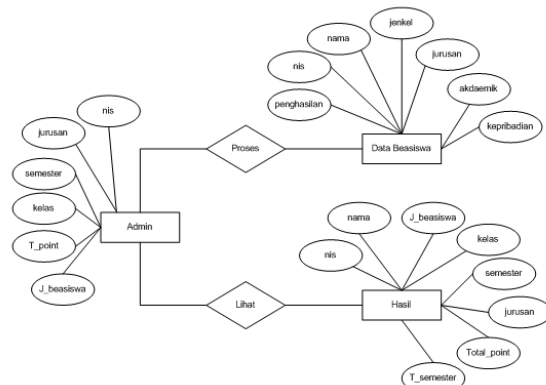 jenkel
nama
jurusan
nis
akdaemik
penghasilan
kepribadian
nis
jurusan
Proses
Data Beasiswa
semester
kelas
Admin
T_point
J_beasiswa
nama
J_beasiswa
kelas
nis
semester
Lihat
Hasil
jurusan
Total_point
T_semester